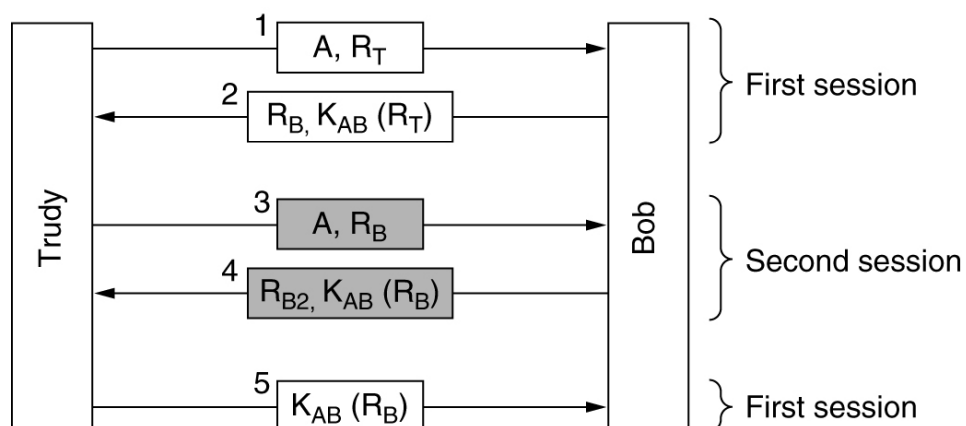 1
A, R_T
First session
2
R_B, K_AB (R_T)
Trudy
Bob
3
A, R_B
Second session
4
R_B2, K_AB (R_B)
5
K_AB (R_B)
First session